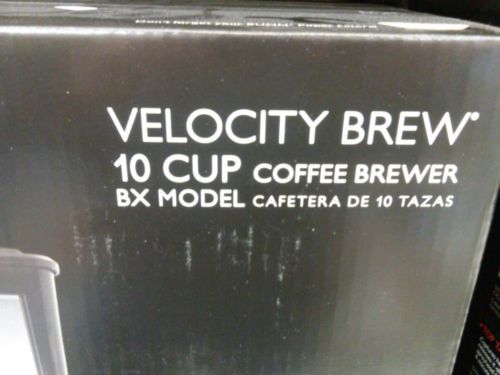 VELOCITY BREW®
10 CUP COFFEE BREWER
BX MODEL CAFETERA DE 10 TAZAS